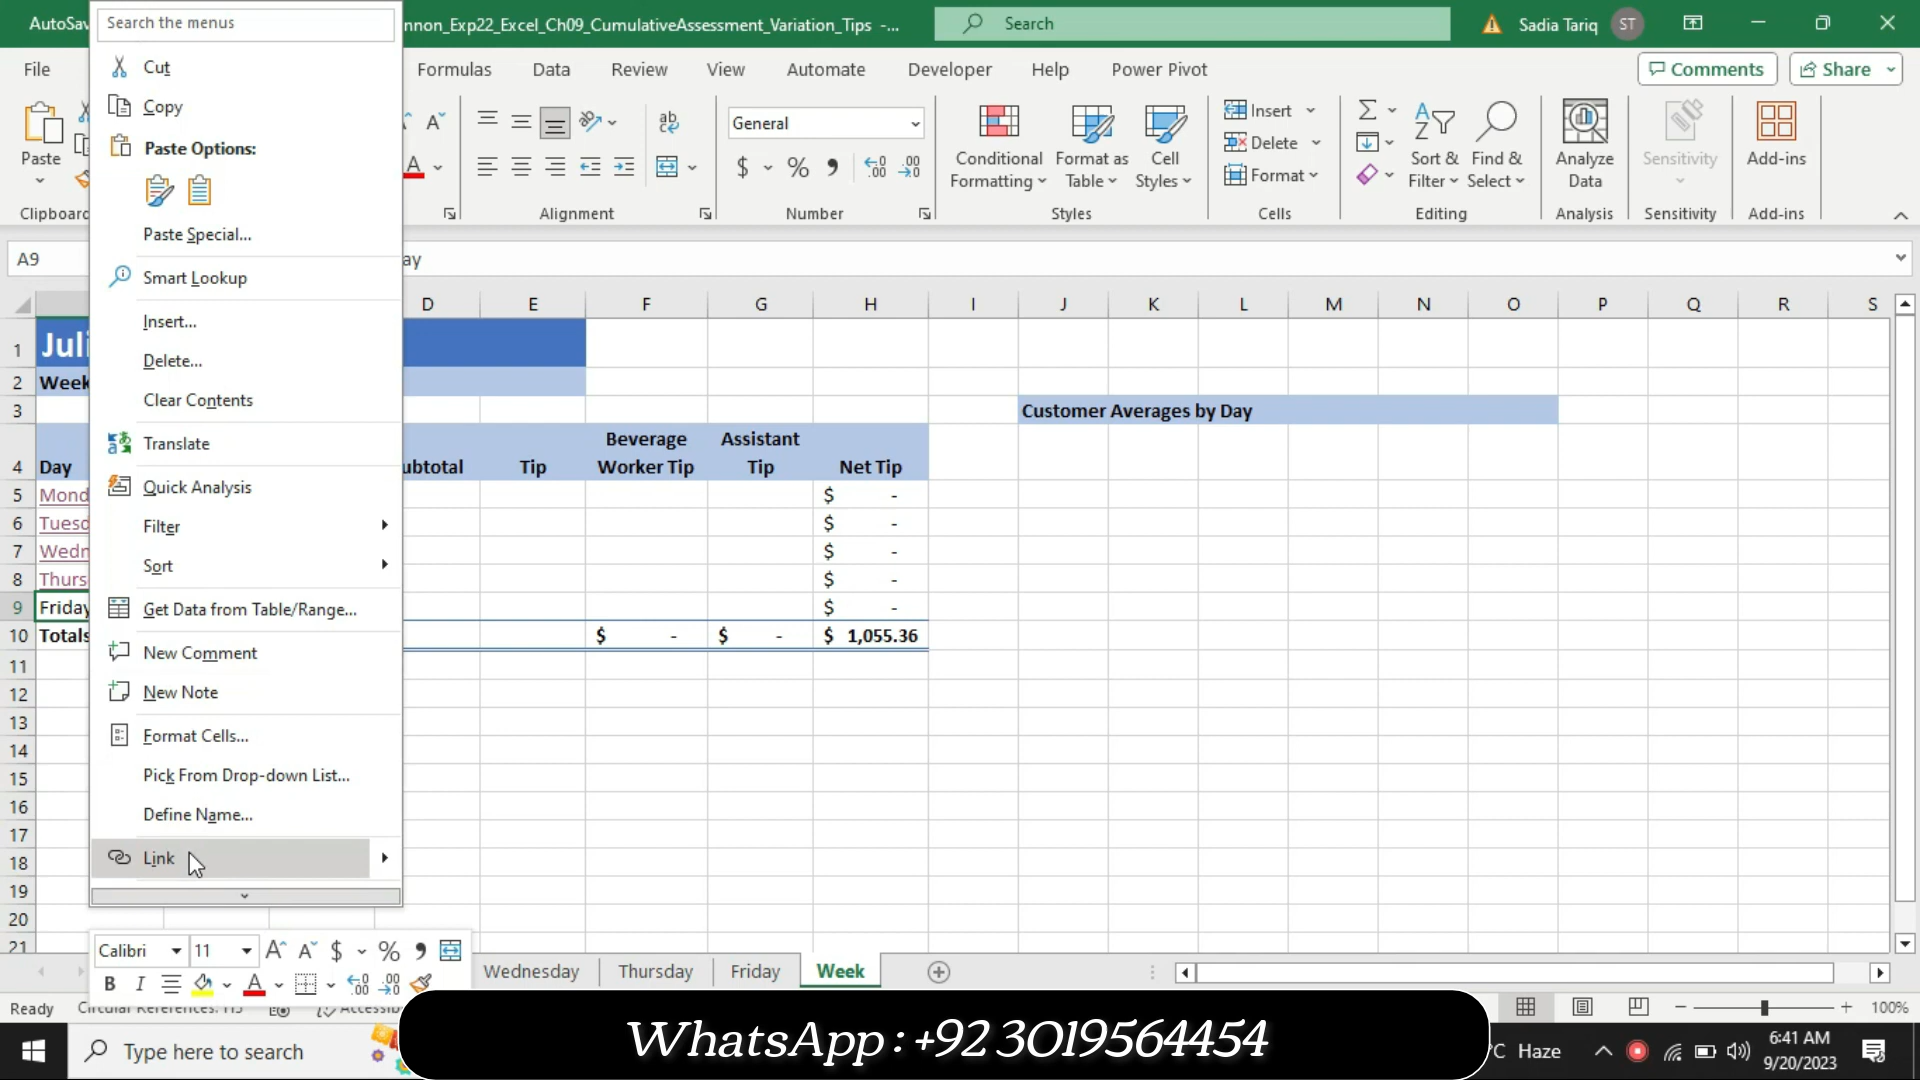 AutoSav
Search the menus
nnon_Exp22_Excel_Ch09_CumulativeAssessment_Variation_Tips -...
Search
Sadia Tariq
ST
File
Formulas
Data
Review
View
Automate
Developer
Help
Power Pivot
Comments
Share
Cut
Copy
Paste Options:
Paste Special...
Smart Lookup
Insert...
Delete...
Clear Contents
Translate
Quick Analysis
Filter
Sort
Get Data from Table/Range...
New Comment
New Note
Format Cells...
Pick From Drop-down List...
Define Name...
Link
Paste
Clipboard
Alignment
General
Number
Conditional
Formatting
Format as
Table
Cell
Styles
Styles
Insert
Delete
Format
Cells
Sort &
Filter
Find &
Select
Editing
Analyze
Data
Analysis
Sensitivity
Sensitivity
Add-ins
Add-ins
A9
ay
D E F G H I J K L M N O P Q R S
1 Juli
2 Week
3 Customer Averages by Day
Beverage Assistant
4 Day ubtotal Tip Worker Tip Tip Net Tip
5 Mond $ -
6 Tuesd $ -
7 Wedn $ -
8 Thurs $ -
9 Friday $ -
10 Totals $ - $ - $ 1,055.36
11
12
13
14
15
16
17
18
19
20
21
Calibri 11
B I A
Wednesday Thursday Friday Week
Ready
Circular References: H5
Accessib
100%
Type here to search
WhatsApp : +92 3019564454
°C Haze
6:41 AM
9/20/2023